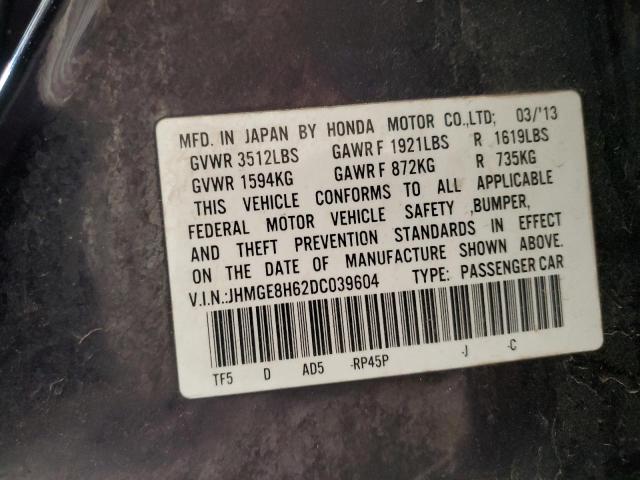 MFD. IN JAPAN BY HONDA MOTOR CO.,LTD; 03/'13
GVWR 3512LBS GAWR F 1921LBS R 1619LBS
GVWR 1594KG GAWR F 872KG R 735KG
THIS VEHICLE CONFORMS TO ALL APPLICABLE
FEDERAL MOTOR VEHICLE SAFETY ,BUMPER,
AND THEFT PREVENTION STANDARDS IN EFFECT
ON THE DATE OF MANUFACTURE SHOWN ABOVE.
V.I.N.:JHMGE8H62DC039604 TYPE: PASSENGER CAR
TF5 D AD5 -RP45P -J -C